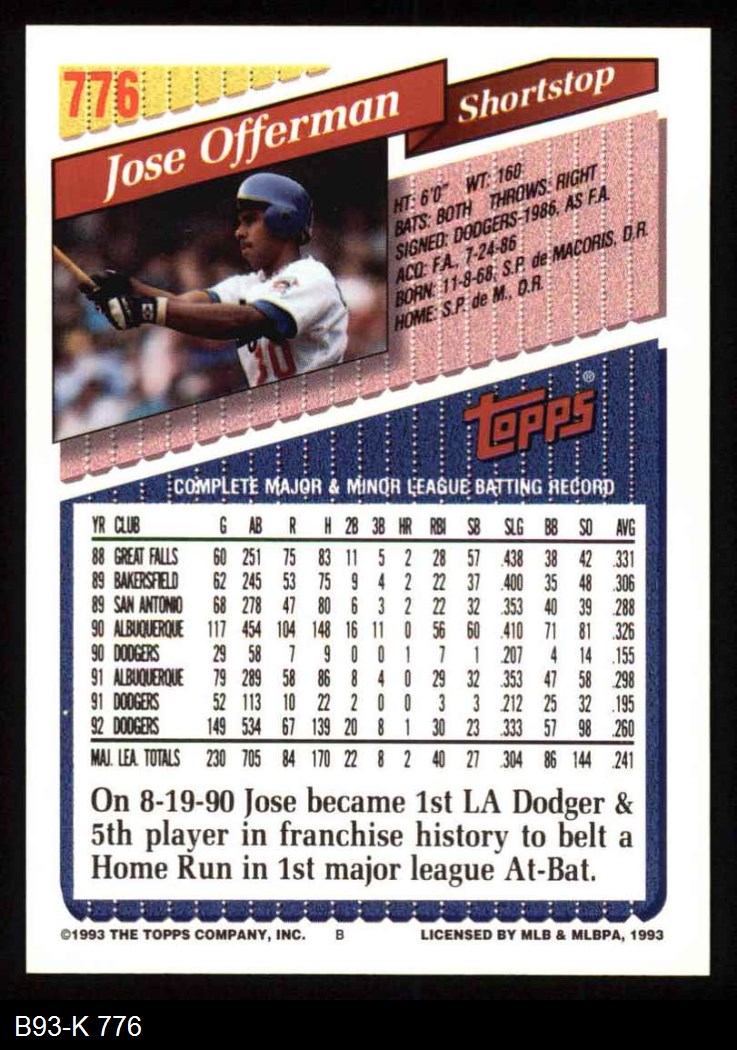 776
Jose Offerman
Shortstop
HT: 6'0" WT: 160
BATS: BOTH THROWS: RIGHT
SIGNED: DODGERS-1986, AS F.A.
ACQ: F.A., 7-24-86
BORN: 11-8-68, S.P. de MACORIS, D.R.
HOME: S.P. de M., D.R.
10
TOPPS®
COMPLETE MAJOR & MINOR LEAGUE BATTING RECORD
YR CLUB G AB R H 2B 3B HR RBI SB SLG BB SO AVG
88 GREAT FALLS 60 251 75 83 11 5 2 28 57 .438 38 42 .331
89 BAKERSFIELD 62 245 53 75 9 4 2 22 37 .400 35 48 .306
89 SAN ANTONIO 68 278 47 80 6 3 2 22 32 .353 40 39 .288
90 ALBUQUERQUE 117 454 104 148 16 11 0 56 60 .410 71 81 .326
90 DODGERS 29 58 7 9 0 0 1 7 1 .207 4 14 .155
91 ALBUQUERQUE 79 289 58 86 8 4 0 29 32 .353 47 58 .298
91 DODGERS 52 113 10 22 2 0 0 3 3 .212 25 32 .195
92 DODGERS 149 534 67 139 20 8 1 30 23 .333 57 98 .260
MAJ. LEA. TOTALS 230 705 84 170 22 8 2 40 27 .304 86 144 .241
On 8-19-90 Jose became 1st LA Dodger &
5th player in franchise history to belt a
Home Run in 1st major league At-Bat.
©1993 THE TOPPS COMPANY, INC. B LICENSED BY MLB & MLBPA, 1993
B93-K 776